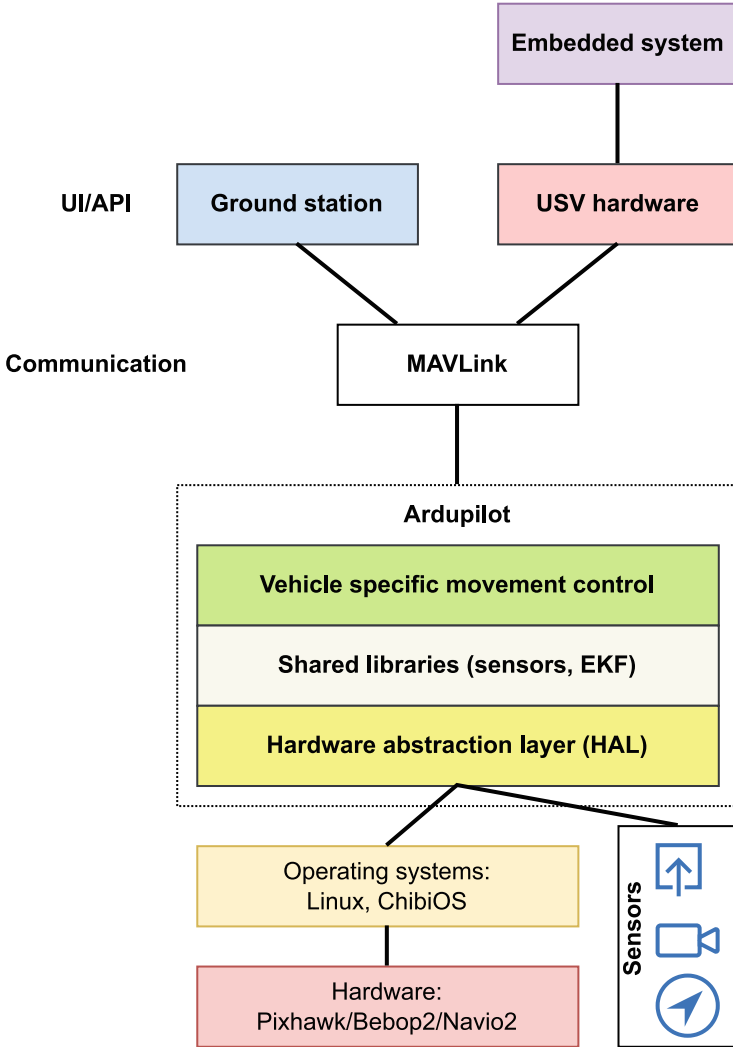 Embedded system
UI/API
Ground station
USV hardware
Communication
MAVLink
Ardupilot
Vehicle specific movement control
Shared libraries (sensors, EKF)
Hardware abstraction layer (HAL)
Operating systems:
Linux, ChibiOS
Sensors
Hardware:
Pixhawk/Bebop2/Navio2